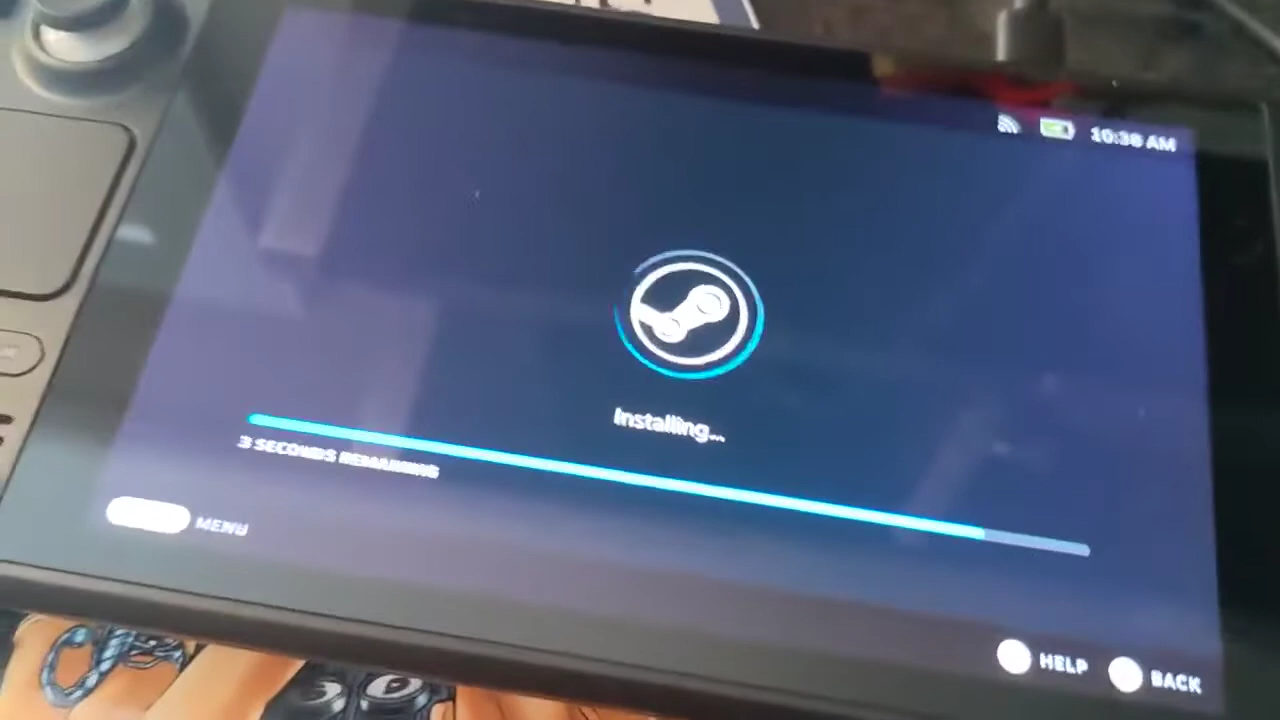 10:38 AM
Installing...
3 SECONDS REMAINING
MENU
HELP
BACK